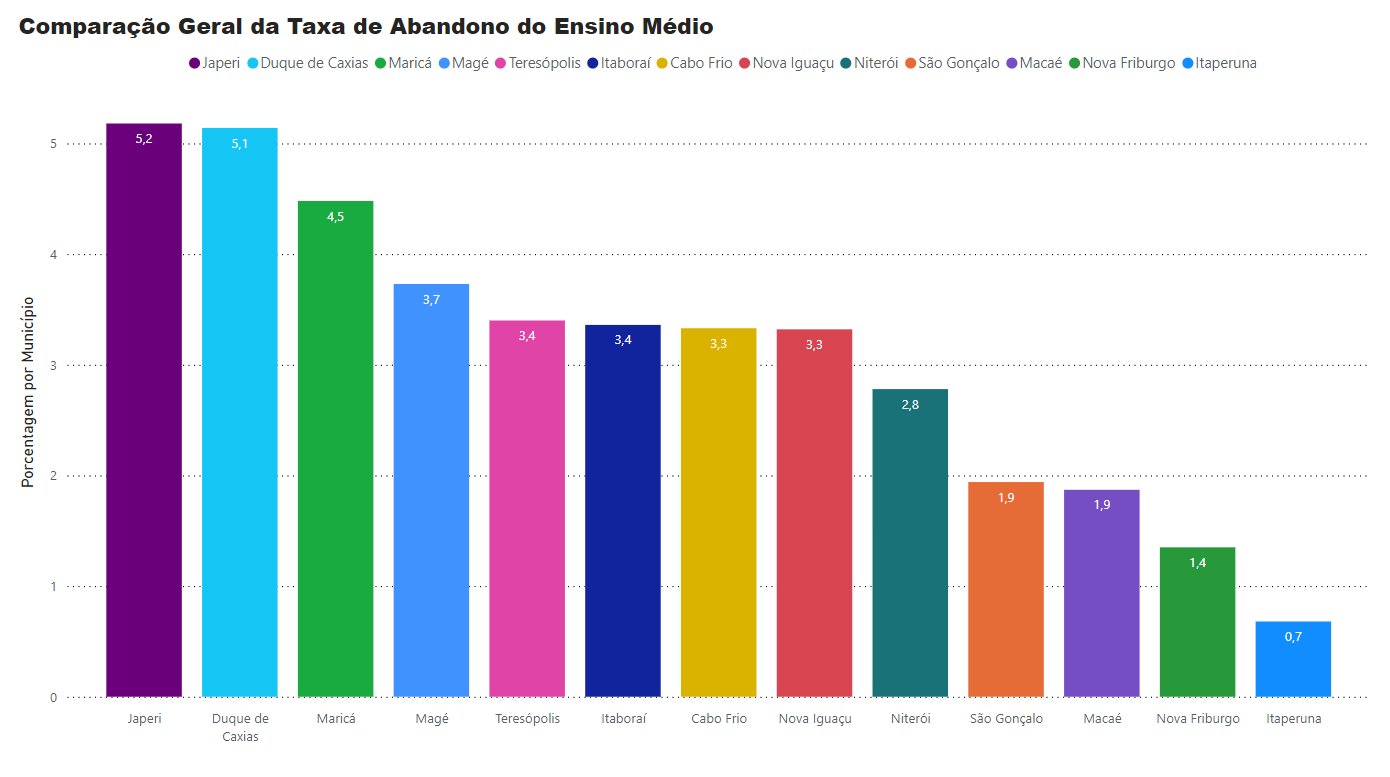 Comparação Geral da Taxa de Abandono do Ensino Médio
Japeri Duque de Caxias Maricá Magé Teresópolis Itaboraí Cabo Frio Nova Iguaçu Niterói São Gonçalo Macaé Nova Friburgo Itaperuna
Porcentagem por Município
5
4
3
2
1
0
5,2
5,1
4,5
3,7
3,4
3,4
3,3
3,3
2,8
1,9
1,9
1,4
0,7
Japeri
Duque de
Caxias
Maricá
Magé
Teresópolis
Itaboraí
Cabo Frio
Nova Iguaçu
Niterói
São Gonçalo
Macaé
Nova Friburgo
Itaperuna